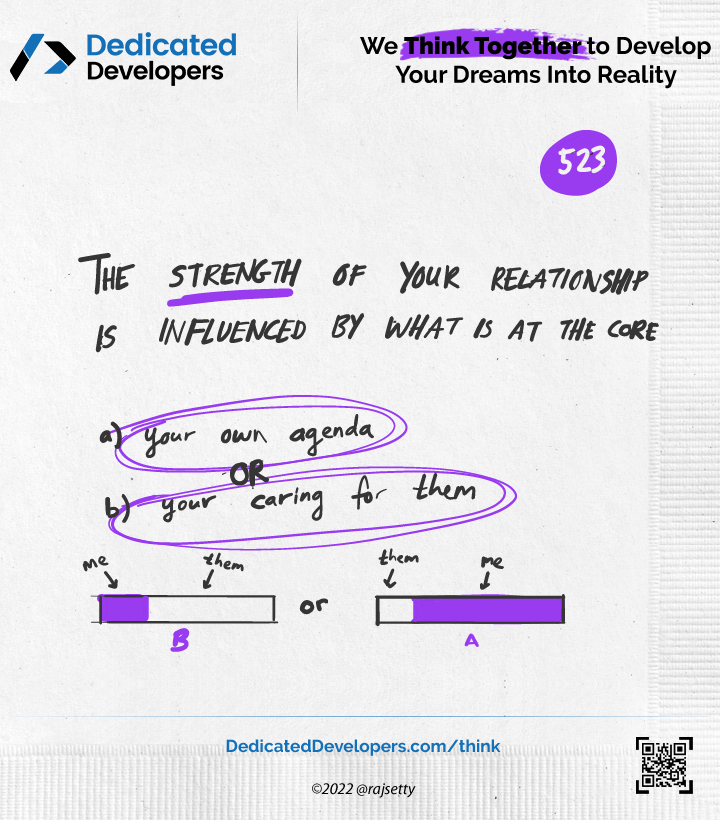 Dedicated
Developers
We Think Together to Develop
Your Dreams Into Reality
523
THE STRENGTH OF YOUR RELATIONSHIP
IS INFLUENCED BY WHAT IS AT THE CORE
a) your own agenda
OR
b) your caring for them
me them
them me
or
B
A
DedicatedDevelopers.com/think
©2022 @rajsetty